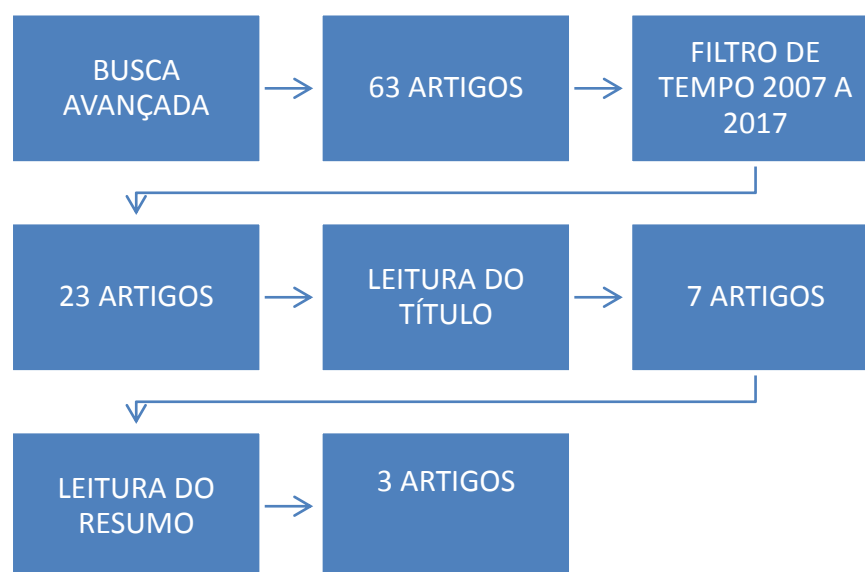 BUSCA
AVANÇADA
63 ARTIGOS
FILTRO DE
TEMPO 2007 A
2017
23 ARTIGOS
LEITURA DO
TÍTULO
7 ARTIGOS
LEITURA DO
RESUMO
3 ARTIGOS